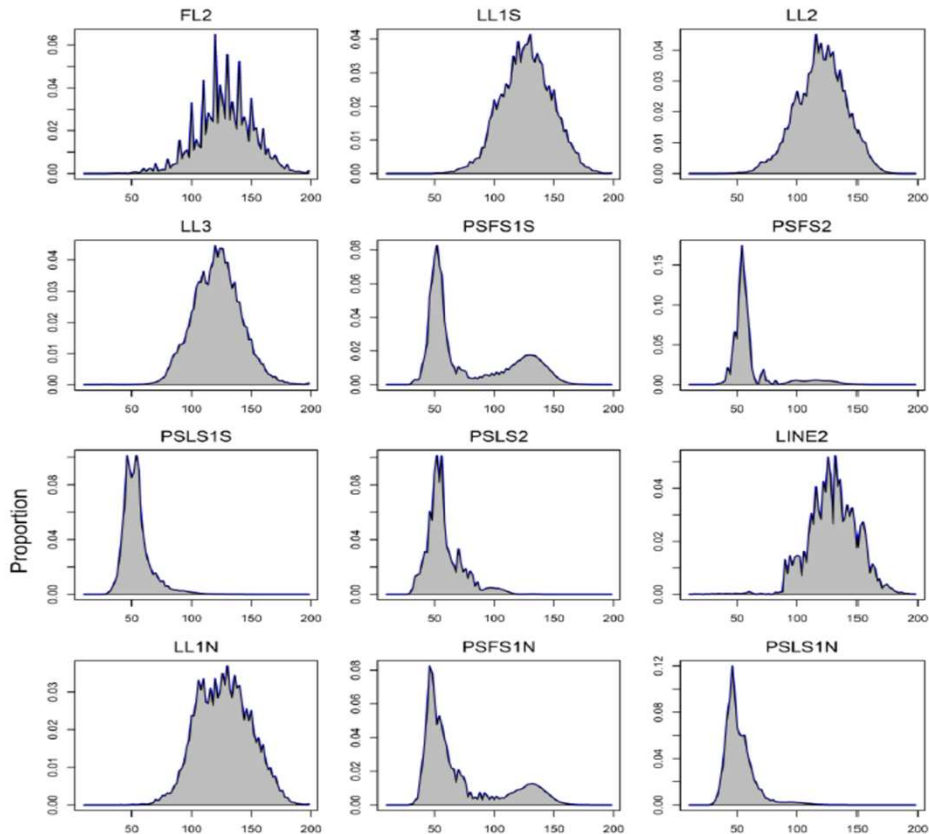 FL2
0.00 0.02 0.04 0.06
50 100 150 200
LL1S
0.00 0.01 0.02 0.03 0.04
50 100 150 200
LL2
0.00 0.01 0.02 0.03 0.04
50 100 150 200
LL3
0.00 0.01 0.02 0.03 0.04
50 100 150 200
PSFS1S
0.00 0.02 0.04 0.06 0.08
50 100 150 200
PSFS2
0.00 0.05 0.10 0.15
50 100 150 200
Proportion
PSLS1S
0.00 0.04 0.08
50 100 150 200
PSLS2
0.00 0.04 0.08
50 100 150 200
LINE2
0.00 0.02 0.04
50 100 150 200
LL1N
0.00 0.01 0.02 0.03
50 100 150 200
PSFS1N
0.00 0.02 0.04 0.06 0.08
50 100 150 200
PSLS1N
0.00 0.04 0.08 0.12
50 100 150 200